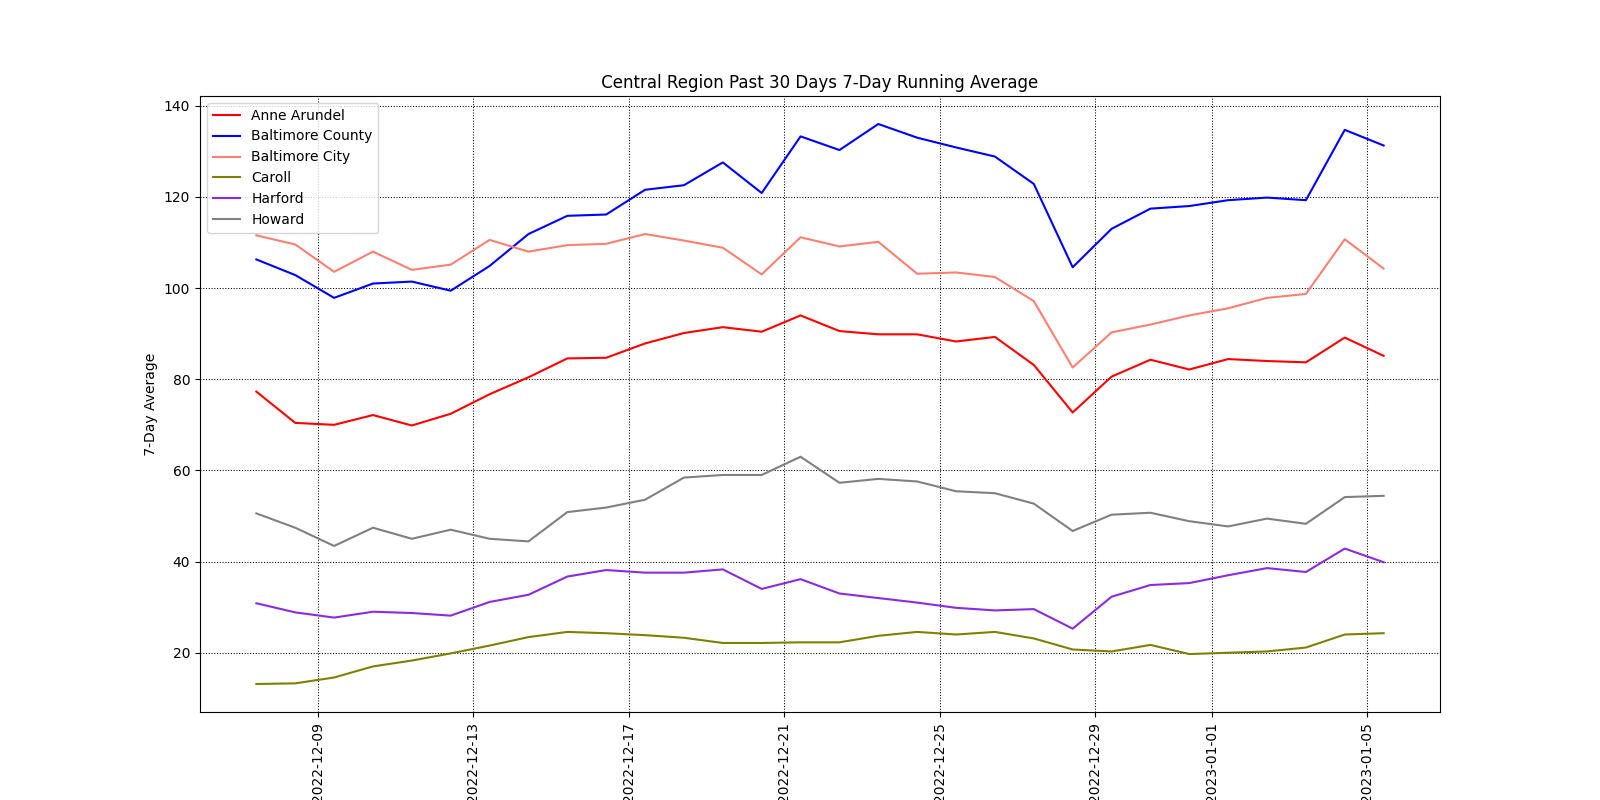 Central Region Past 30 Days 7-Day Running Average
Anne Arundel
Baltimore County
Baltimore City
Caroll
Harford
Howard
7-Day Average
140
120
100
80
60
40
20
2022-12-09
2022-12-13
2022-12-17
2022-12-21
2022-12-25
2022-12-29
2023-01-01
2023-01-05